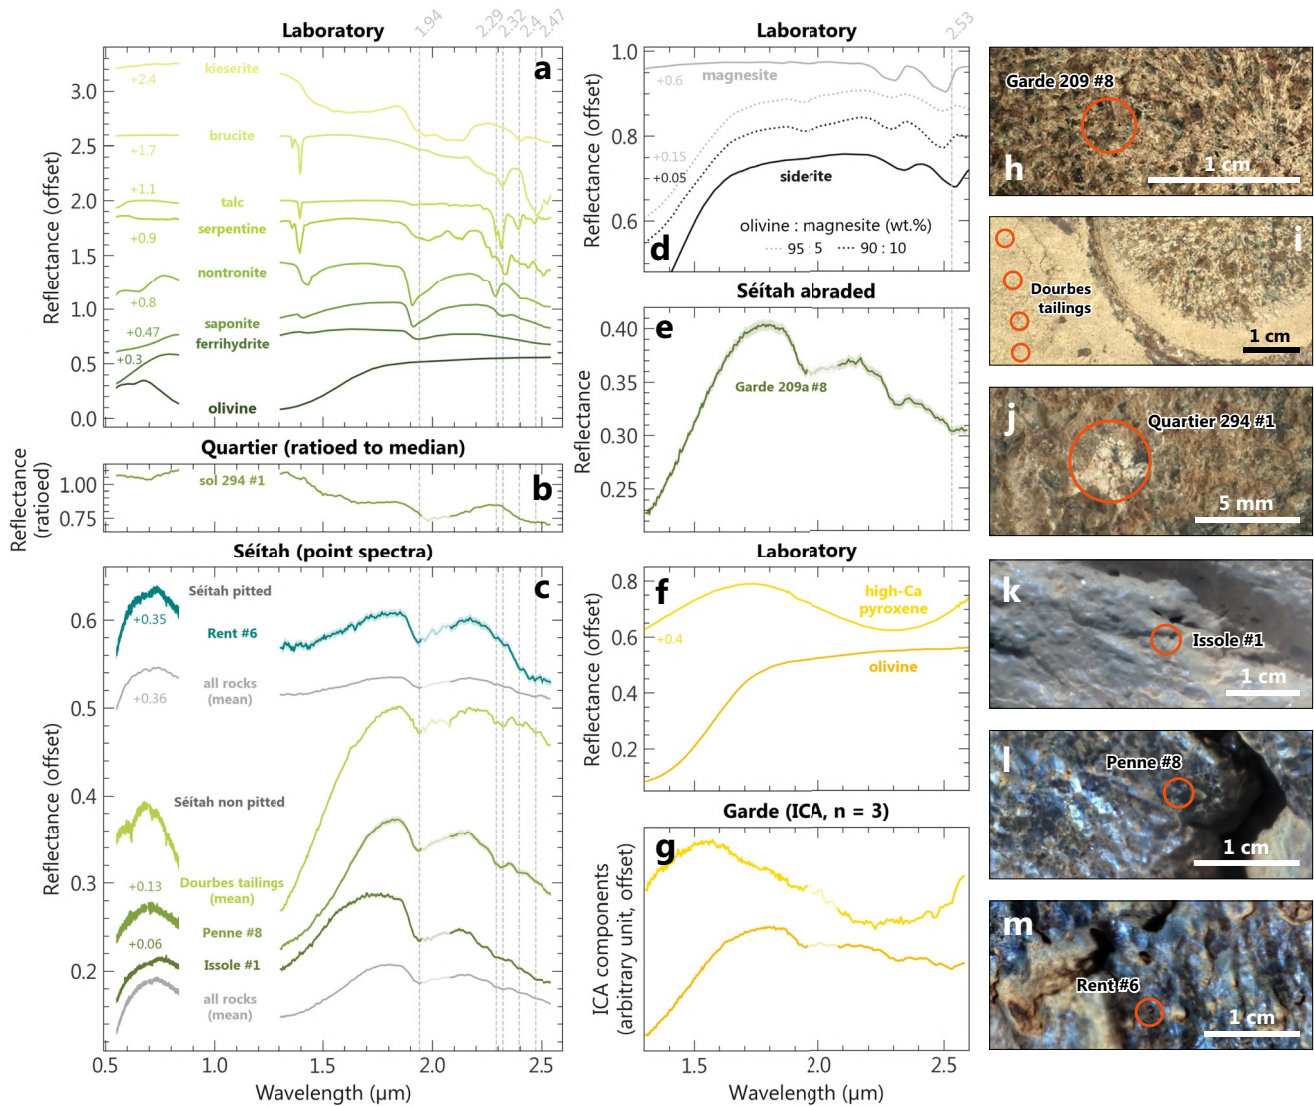 Laboratory
1.94
2.29
2.32
2.4
2.47
a
kieserite
+2.4
brucite
+1.7
+1.1
talc
serpentine
+0.9
nontronite
+0.8
saponite
+0.47
ferrihydrite
+0.3
olivine
3.0
2.5
2.0
1.5
1.0
0.5
0.0
Reflectance (offset)
Quartier (ratioed to median)
b
sol 294 #1
1.00
0.75
Reflectance
(ratioed)
Séítah (point spectra)
c
Séítah pitted
+0.35
Rent #6
all rocks
(mean)
+0.36
Séítah non pitted
+0.13
Dourbes tailings
(mean)
Penne #8
+0.06
Issole #1
all rocks
(mean)
0.6
0.5
0.4
0.3
0.2
Reflectance (offset)
0.5
1.0
1.5
2.0
2.5
Wavelength (µm)
Laboratory
2.53
magnesite
+0.6
+0.15
+0.05
siderite
olivine : magnesite (wt.%)
95 : 5
90 : 10
d
1.0
0.8
0.6
Reflectance (offset)
Séítah abraded
e
Garde 209a #8
0.40
0.35
0.30
0.25
Reflectance
Laboratory
f
high-Ca
pyroxene
+0.4
olivine
0.8
0.6
0.4
0.2
Reflectance (offset)
Garde (ICA, n = 3)
g
ICA components
(arbitrary unit, offset)
1.5
2.0
2.5
Wavelength (µm)
Garde 209 #8
h
1 cm
i
Dourbes
tailings
1 cm
j
Quartier 294 #1
5 mm
k
Issole #1
1 cm
l
Penne #8
1 cm
m
Rent #6
1 cm